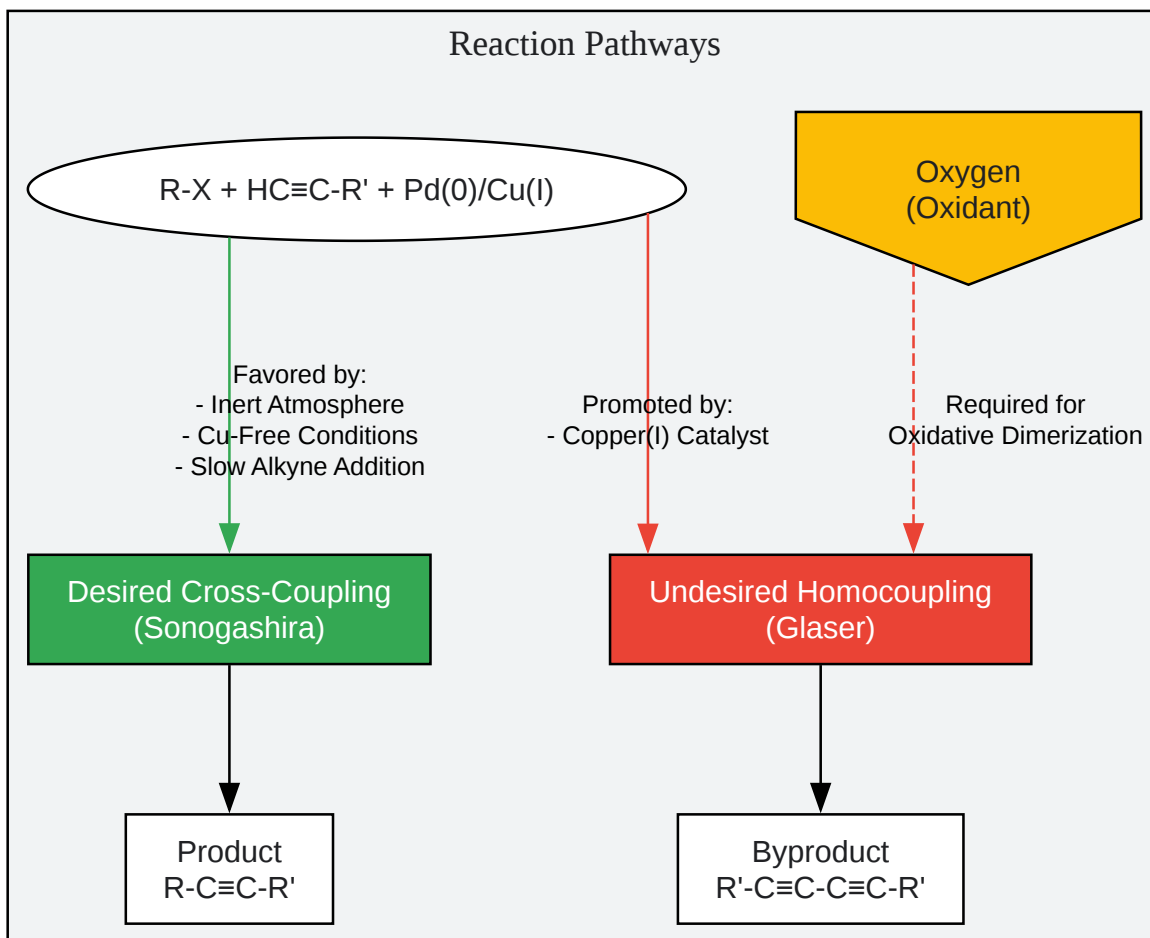 Reaction Pathways
R-X + HC≡C-R' + Pd(0)/Cu(I)
Oxygen
(Oxidant)
Favored by:
- Inert Atmosphere
- Cu-Free Conditions
- Slow Alkyne Addition
Promoted by:
- Copper(I) Catalyst
Required for
Oxidative Dimerization
Desired Cross-Coupling
(Sonogashira)
Undesired Homocoupling
(Glaser)
Product
R-C≡C-R'
Byproduct
R'-C≡C-C≡C-R'